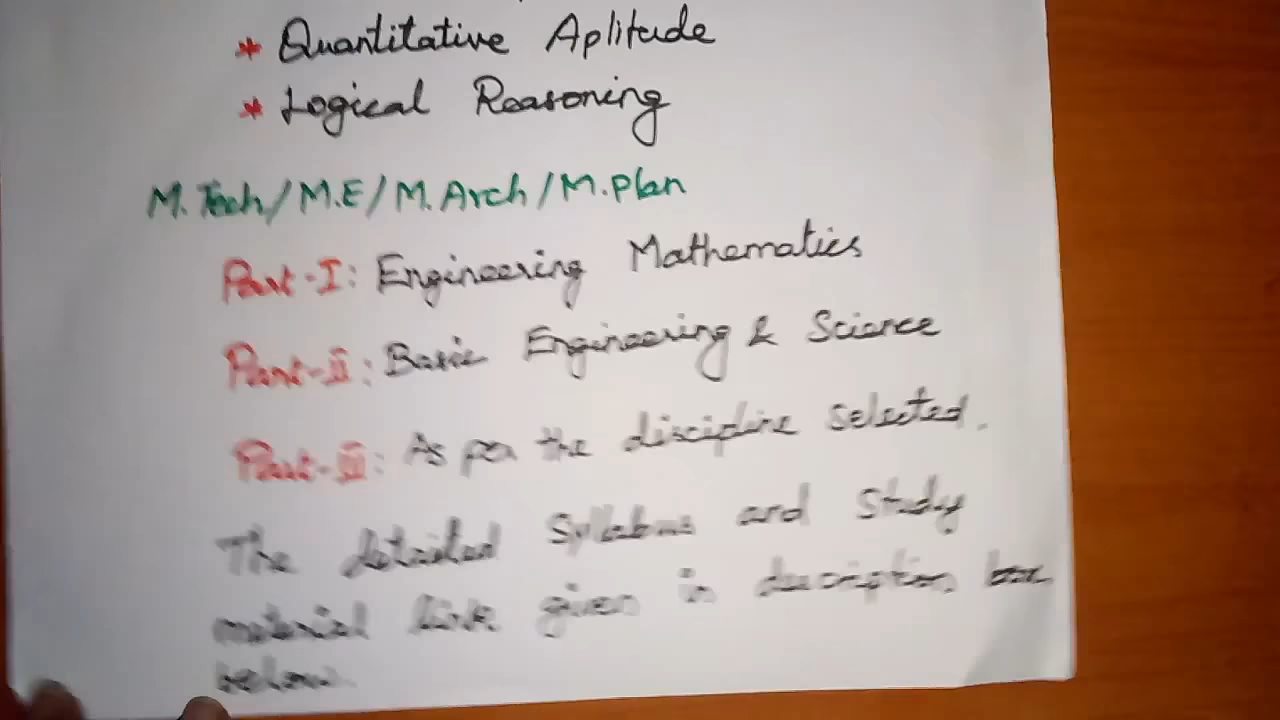 * Quantitative Aplitude
* Logical Reasoning
M.Tech/M.E/M.Arch/M.plan
Part-I: Engineering Mathematics
Part-II: Basic Engineering & Science
Part-III: As per the discipline selected.
The detailed Syllabus and Study
material link given in description box
below.